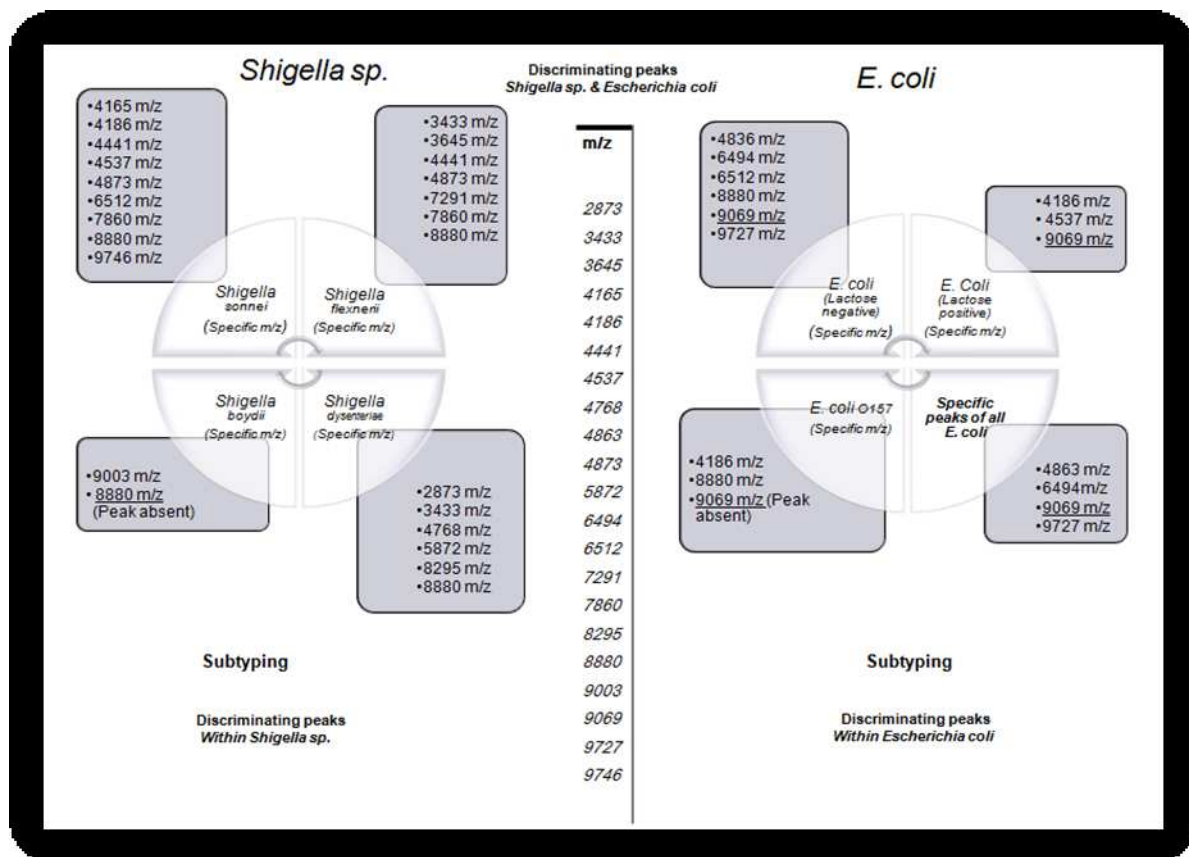 Shigella sp.
•4165 m/z
•4186 m/z
•4441 m/z
•4537 m/z
•4873 m/z
•6512 m/z
•7860 m/z
•8880 m/z
•9746 m/z
•3433 m/z
•3645 m/z
•4441 m/z
•4873 m/z
•7291 m/z
•7860 m/z
•8880 m/z
Shigella
sonnei
(Specific m/z)
Shigella
flexnerii
(Specific m/z)
Shigella
boydii
(Specific m/z)
Shigella
dysenteriae
(Specific m/z)
•9003 m/z
•8880 m/z
(Peak absent)
•2873 m/z
•3433 m/z
•4768 m/z
•5872 m/z
•8295 m/z
•8880 m/z
Subtyping
Discriminating peaks
Within Shigella sp.
Discriminating peaks
Shigella sp. & Escherichia coli
m/z
2873
3433
3645
4165
4186
4441
4537
4768
4863
4873
5872
6494
6512
7291
7860
8295
8880
9003
9069
9727
9746
E. coli
•4836 m/z
•6494 m/z
•6512 m/z
•8880 m/z
•9069 m/z
•9727 m/z
•4186 m/z
•4537 m/z
•9069 m/z
E. coli
(Lactose
negative)
(Specific m/z)
E. Coli
(Lactose
positive)
(Specific m/z)
E. coli O157
(Specific m/z)
Specific
peaks of all
E. coli
•4186 m/z
•8880 m/z
•9069 m/z (Peak
absent)
•4863 m/z
•6494m/z
•9069 m/z
•9727 m/z
Subtyping
Discriminating peaks
Within Escherichia coli